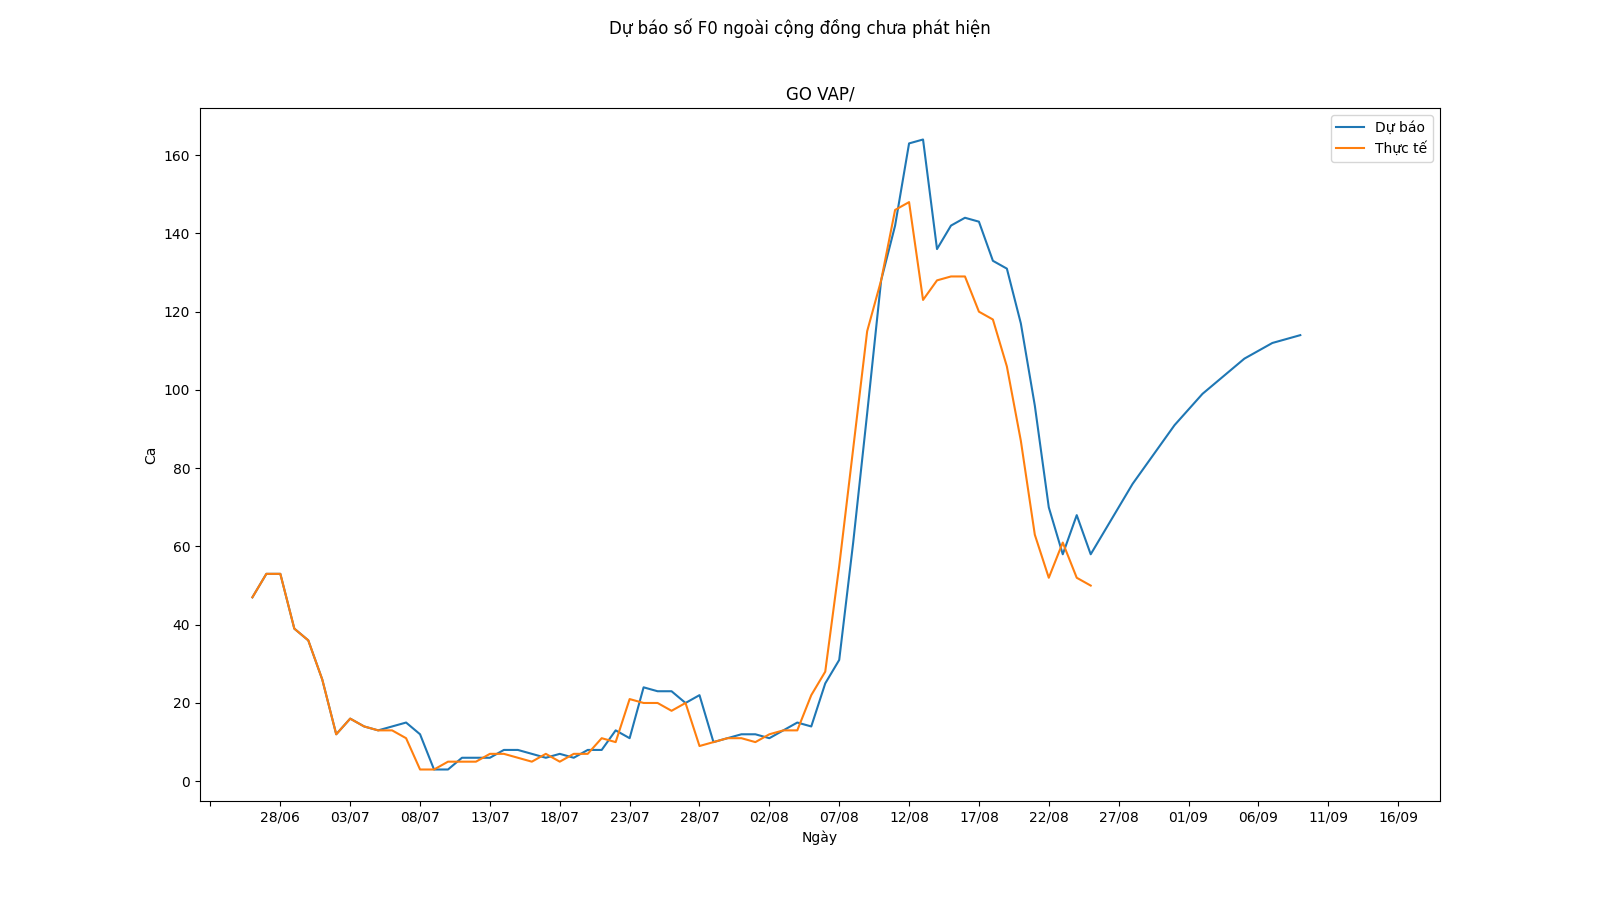 Dự báo số F0 ngoài cộng đồng chưa phát hiện
GO VAP/
Dự báo
Thực tế
160
140
120
100
80
60
40
20
0
Ca
28/06 03/07 08/07 13/07 18/07 23/07 28/07 02/08 07/08 12/08 17/08 22/08 27/08 01/09 06/09 11/09 16/09
Ngày